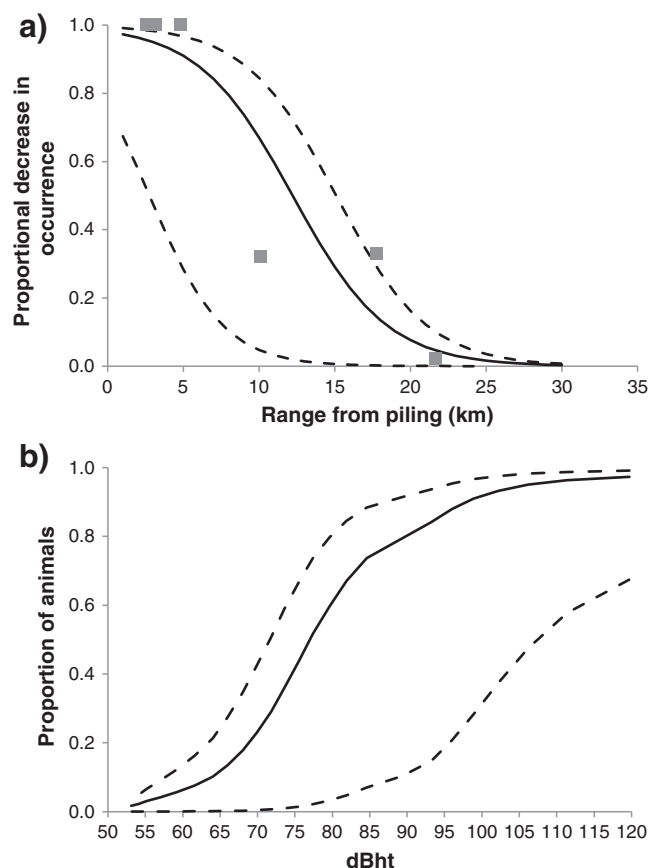 a)
Proportional decrease in
occurrence
1.0
0.8
0.6
0.4
0.2
0.0
0 5 10 15 20 25 30 35
Range from piling (km)
b)
Proportion of animals
1.0
0.8
0.6
0.4
0.2
0.0
50 55 60 65 70 75 80 85 90 95 100 105 110 115 120
dBht